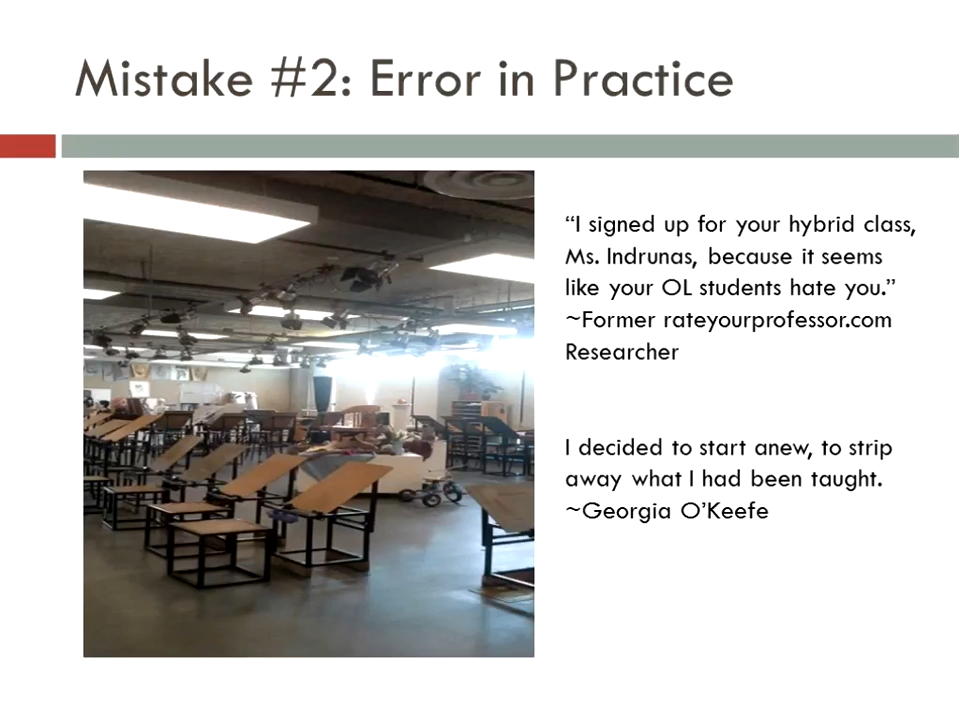 Mistake #2: Error in Practice
“I signed up for your hybrid class,
Ms. Indrunas, because it seems
like your OL students hate you.”
~Former rateyourprofessor.com
Researcher
I decided to start anew, to strip
away what I had been taught.
~Georgia O’Keefe